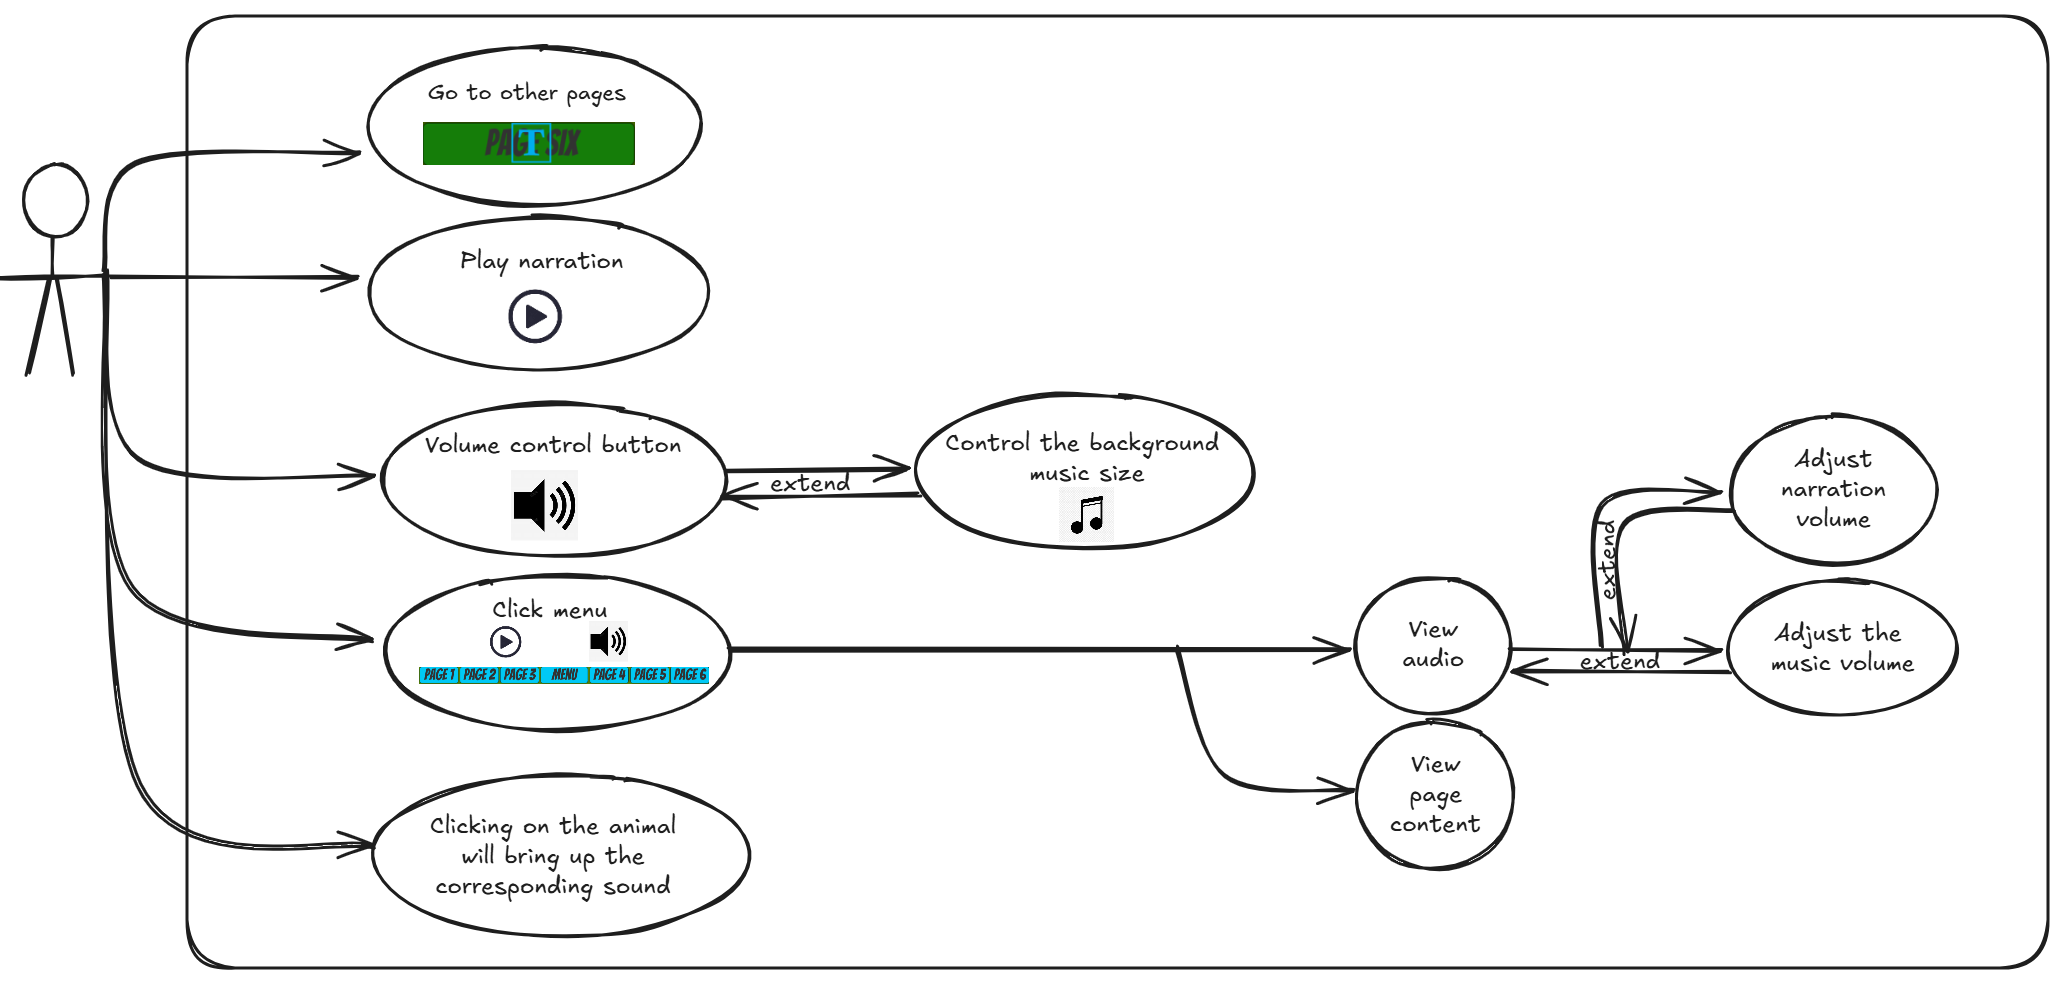 Go to other pages
PAGE SIX
T
Play narration
Volume control button
extend
Control the background
music size
Click menu
PAGE 1 PAGE 2 PAGE 3 MENU PAGE 4 PAGE 5 PAGE 6
Clicking on the animal
will bring up the
corresponding sound
View
audio
View
page
content
extend
extend
Adjust
narration
volume
Adjust the
music volume